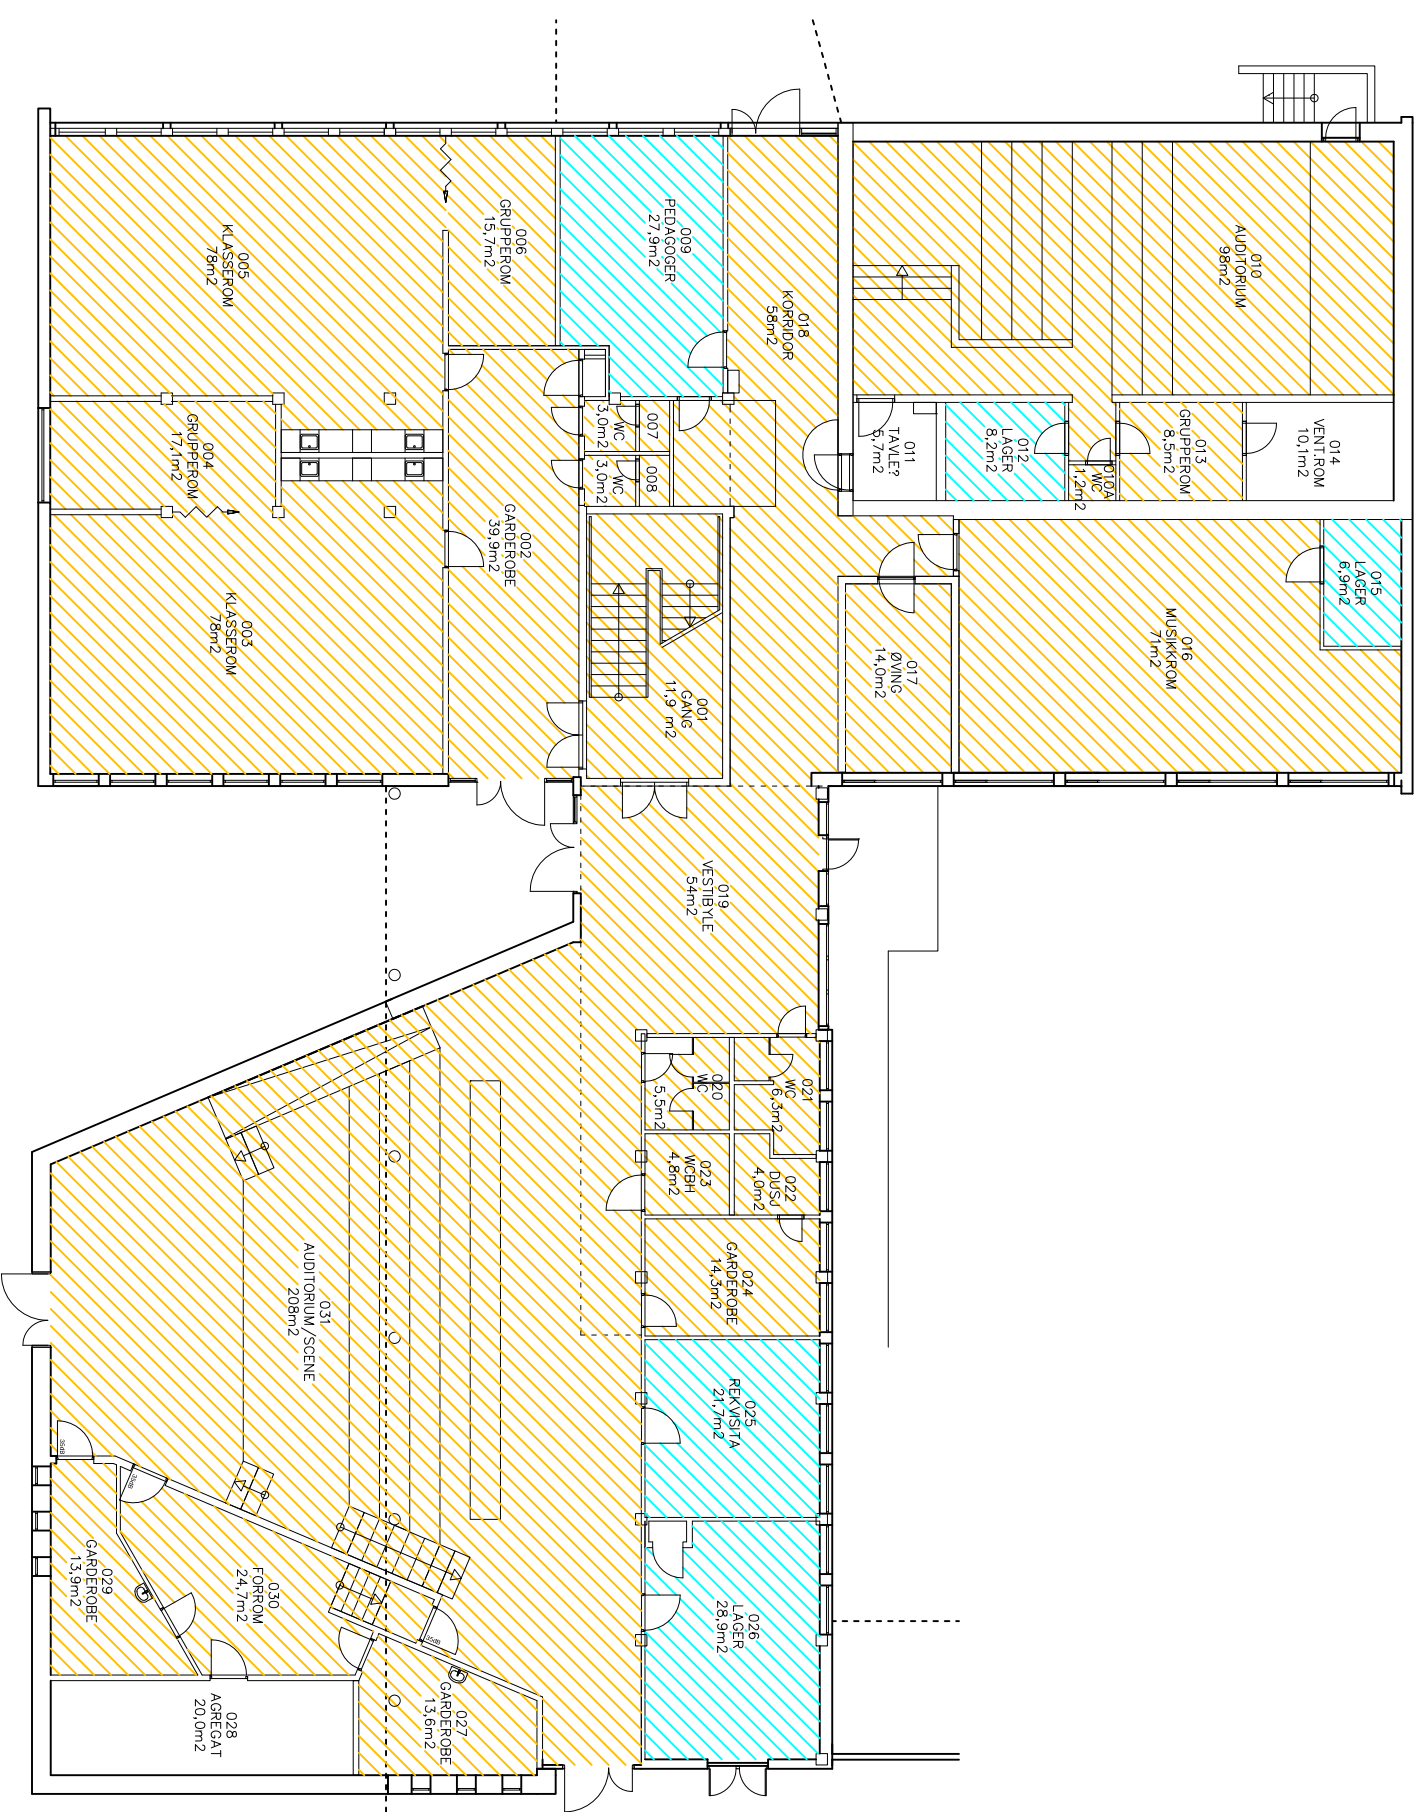 010
AUDITORIUM
98m2
005
KLASSEROM
78m2
006
GRUPPEROM
15,7m2
009
PEDAGOGER
27,9m2
018
KORRIDOR
58m2
004
GRUPPEROM
17,1m2
007
WC
3,0m2
008
WC
3,0m2
011
TAVLE?
5,7m2
012
LAGER
8,2m2
010A
WC
1,2m2
013
GRUPPEROM
8,5m2
014
VENT.ROM
10,1m2
002
GARDEROBE
39,9m2
003
KLASSEROM
78m2
001
GANG
11,9 m2
017
ØVING
14,0m2
016
MUSIKKROM
71m2
015
LAGER
6,9m2
019
VESTIBYLE
54m2
020
WC
5,5m2
021
WC
6,3m2
022
DUSJ
4,0m2
023
WCBH
4,8m2
024
GARDEROBE
14,3m2
031
AUDITORIUM/SCENE
208m2
025
REKVISITA
21,7m2
026
LAGER
28,9m2
35dB
35dB
35dB
029
GARDEROBE
13,9m2
030
FORROM
24,7m2
027
GARDEROBE
13,6m2
028
AGREGAT
20,0m2